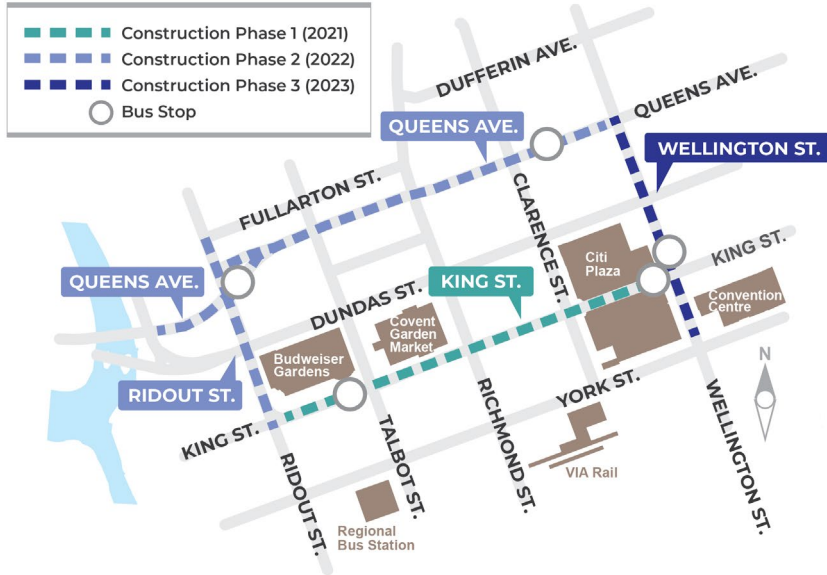 Construction Phase 1 (2021)
Construction Phase 2 (2022)
Construction Phase 3 (2023)
Bus Stop
DUFFERIN AVE.
QUEENS AVE.
QUEENS AVE.
WELLINGTON ST.
FULLARTON ST.
CLARENCE ST.
KING ST.
Citi
Plaza
QUEENS AVE.
KING ST.
DUNDAS ST.
Convention
Centre
Covent
Garden
Market
Budweiser
Gardens
RIDOUT ST.
YORK ST.
N
KING ST.
RIDOUT ST.
TALBOT ST.
RICHMOND ST.
WELLINGTON ST.
VIA Rail
Regional
Bus Station